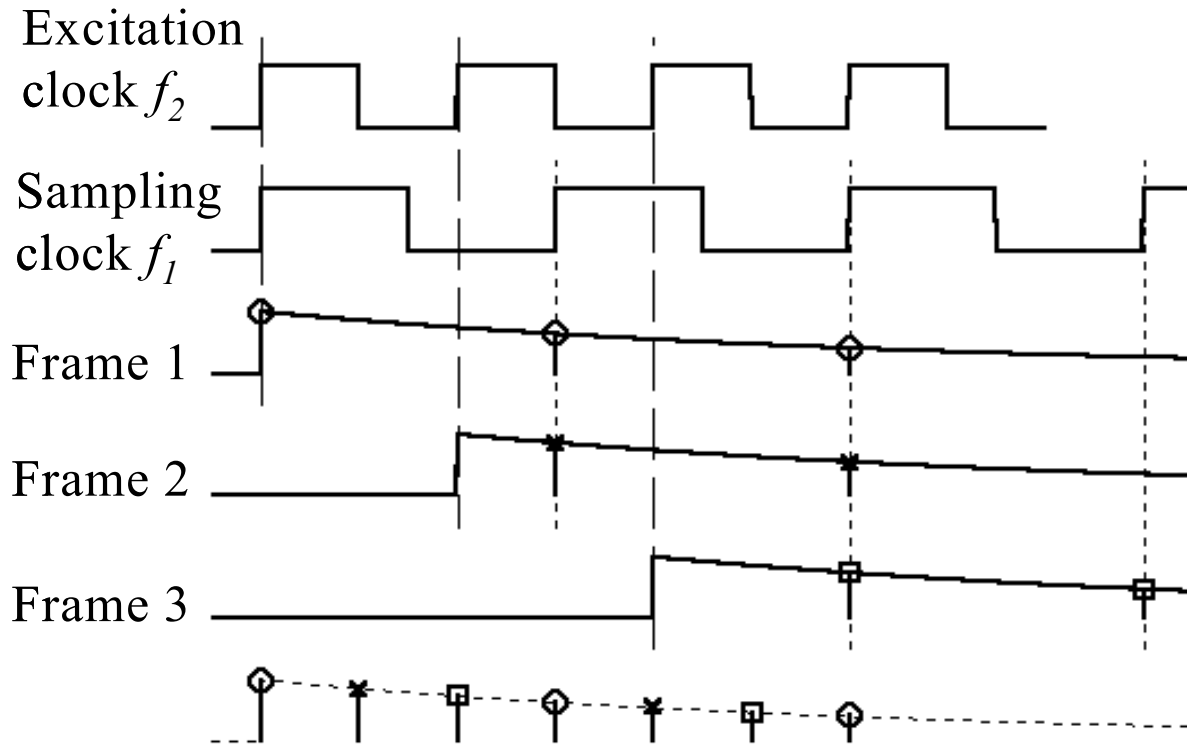 Excitation
clock f₂
Sampling
clock f₁
Frame 1
Frame 2
Frame 3